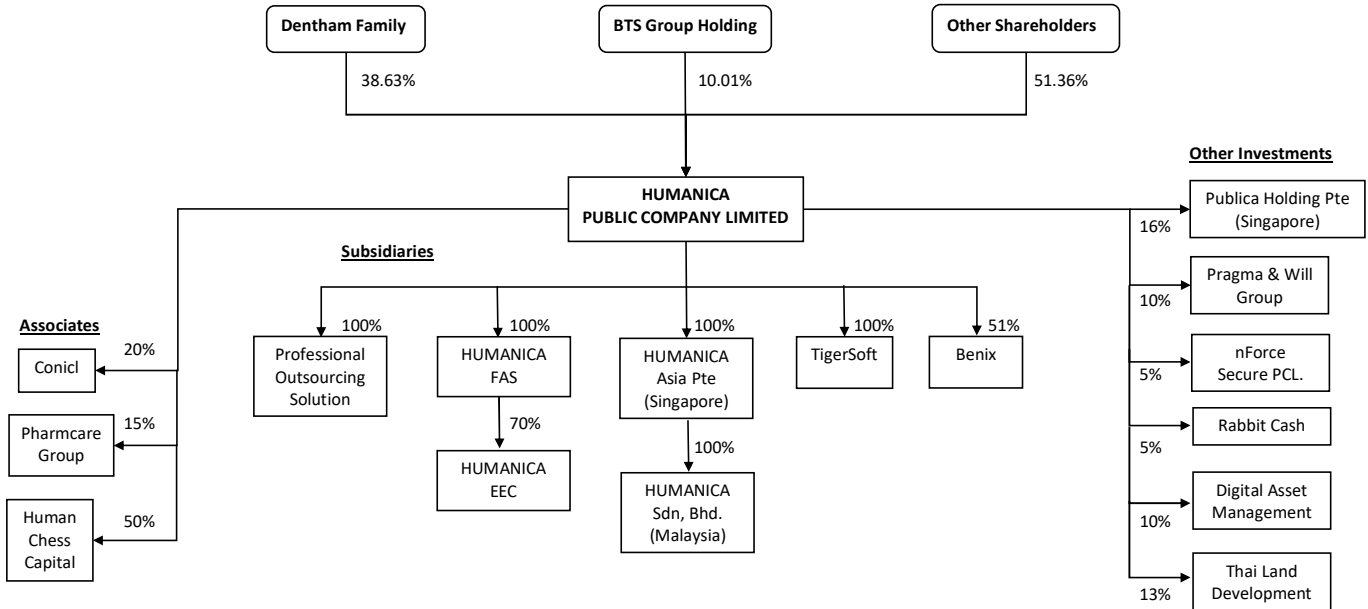 Dentham Family
BTS Group Holding
Other Shareholders
38.63%
10.01%
51.36%
HUMANICA
PUBLIC COMPANY LIMITED
Subsidiaries
100%
Professional
Outsourcing
Solution
100%
HUMANICA
FAS
70%
HUMANICA
EEC
100%
HUMANICA
Asia Pte
(Singapore)
100%
HUMANICA
Sdn, Bhd.
(Malaysia)
100%
TigerSoft
51%
Benix
Associates
20%
Conicl
15%
Pharmcare
Group
50%
Human
Chess
Capital
Other Investments
Publica Holding Pte
(Singapore)
16%
Pragma & Will
Group
10%
nForce
Secure PCL.
5%
Rabbit Cash
5%
Digital Asset
Management
10%
Thai Land
Development
13%